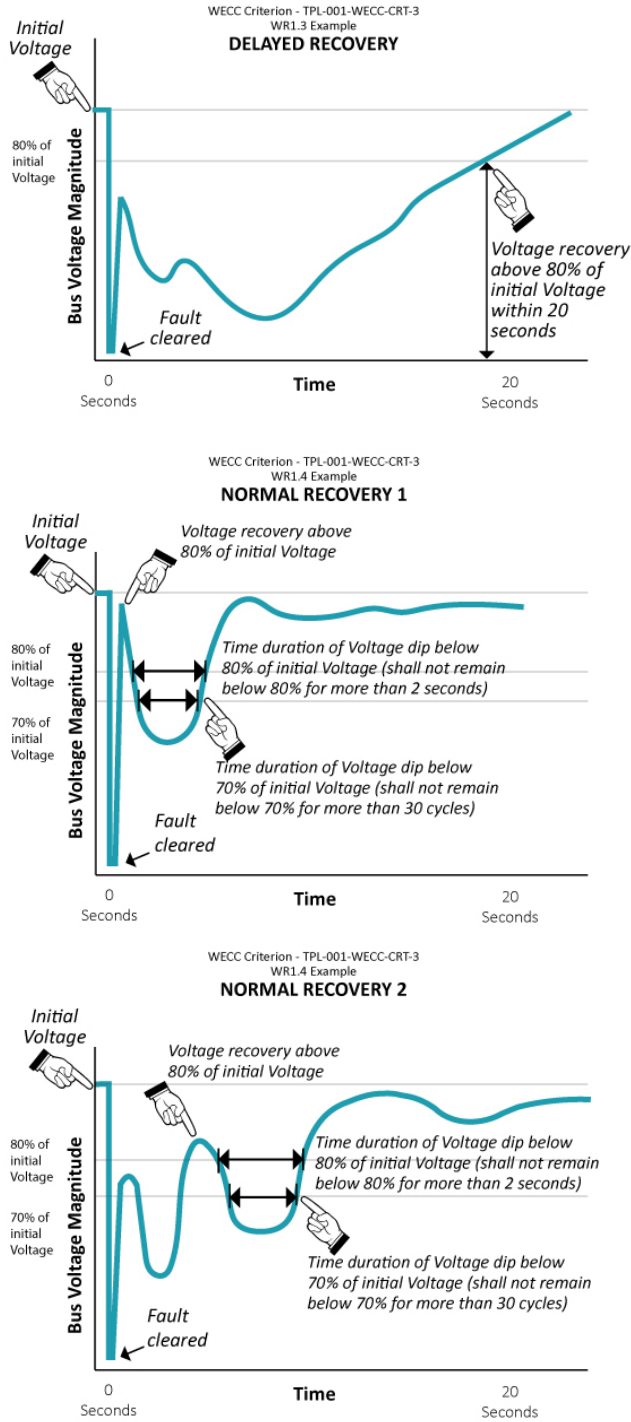 WECC Criterion - TPL-001-WECC-CRT-3
WR1.3 Example
DELAYED RECOVERY
Initial
Voltage
80% of
initial
Voltage
Bus Voltage Magnitude
Fault
cleared
Voltage recovery
above 80% of
initial Voltage
within 20
seconds
0
Seconds
Time
20
Seconds
WECC Criterion - TPL-001-WECC-CRT-3
WR1.4 Example
NORMAL RECOVERY 1
Initial
Voltage
Voltage recovery above
80% of initial Voltage
80% of
initial
Voltage
70% of
initial
Voltage
Bus Voltage Magnitude
Time duration of Voltage dip below
80% of initial Voltage (shall not remain
below 80% for more than 2 seconds)
Time duration of Voltage dip below
70% of initial Voltage (shall not remain
below 70% for more than 30 cycles)
Fault
cleared
0
Seconds
Time
20
Seconds
WECC Criterion - TPL-001-WECC-CRT-3
WR1.4 Example
NORMAL RECOVERY 2
Initial
Voltage
Voltage recovery above
80% of initial Voltage
80% of
initial
Voltage
70% of
initial
Voltage
Bus Voltage Magnitude
Time duration of Voltage dip below
80% of initial Voltage (shall not remain
below 80% for more than 2 seconds)
Time duration of Voltage dip below
70% of initial Voltage (shall not remain
below 70% for more than 30 cycles)
Fault
cleared
0
Seconds
Time
20
Seconds